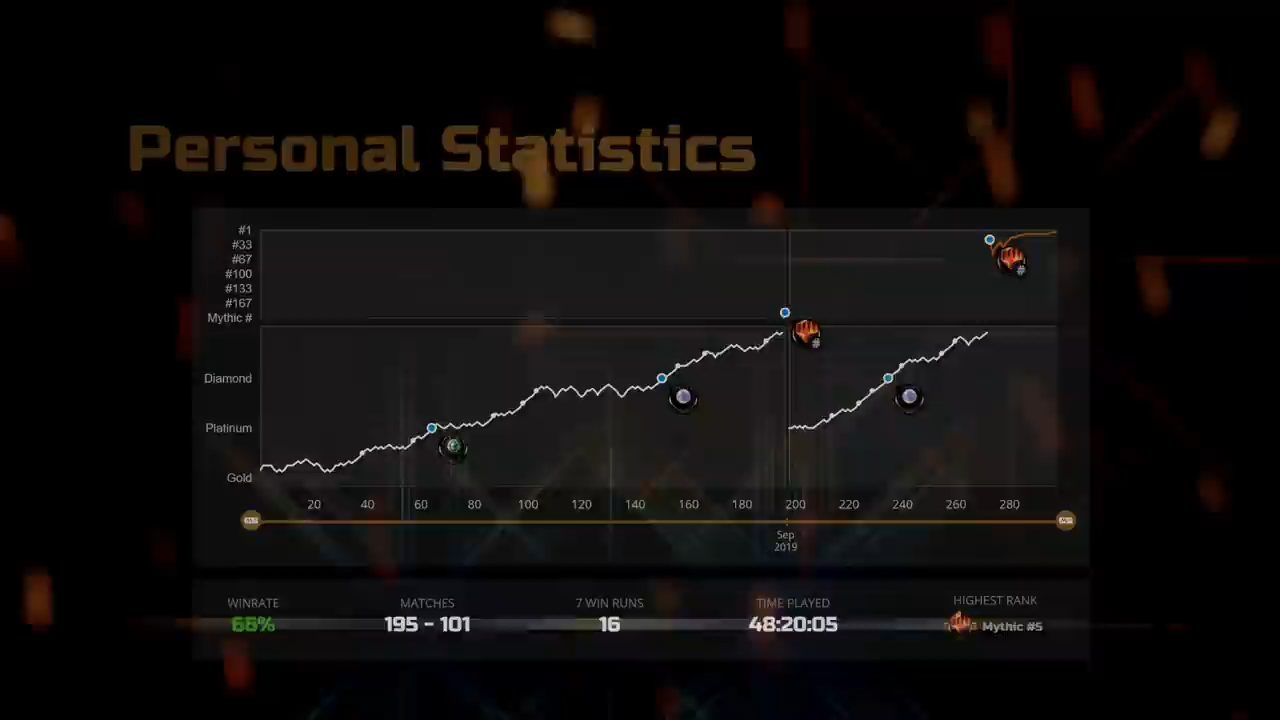 Personal Statistics
#1
#33
#67
#100
#133
#167
Mythic #
Diamond
Platinum
Gold
20 40 60 80 100 120 140 160 180 200 220 240 260 280
Sep
2019
WINRATE MATCHES 7 WIN RUNS TIME PLAYED HIGHEST RANK
66% 195 - 101 16 48:20:05 Mythic #5